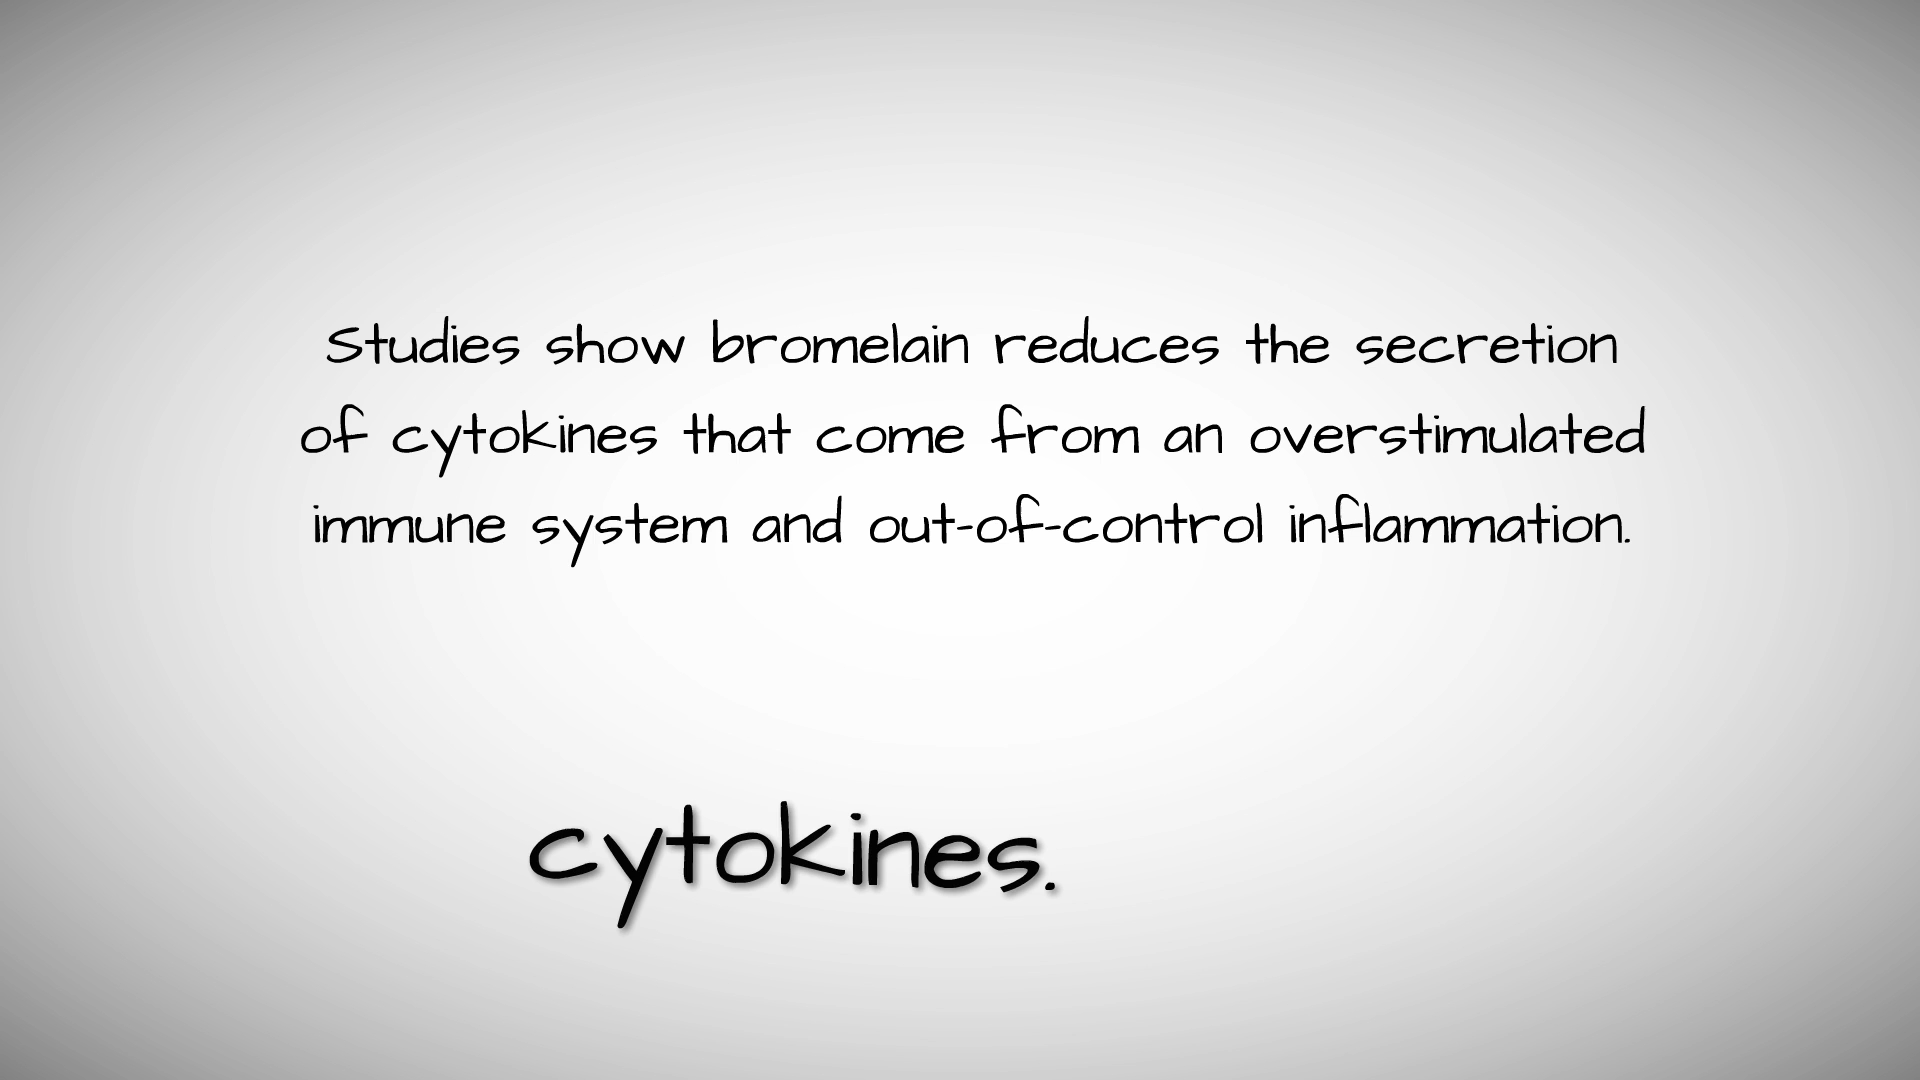 Studies show bromelain reduces the secretion
of cytokines that come from an overstimulated
immune system and out-of-control inflammation.
cytokines.